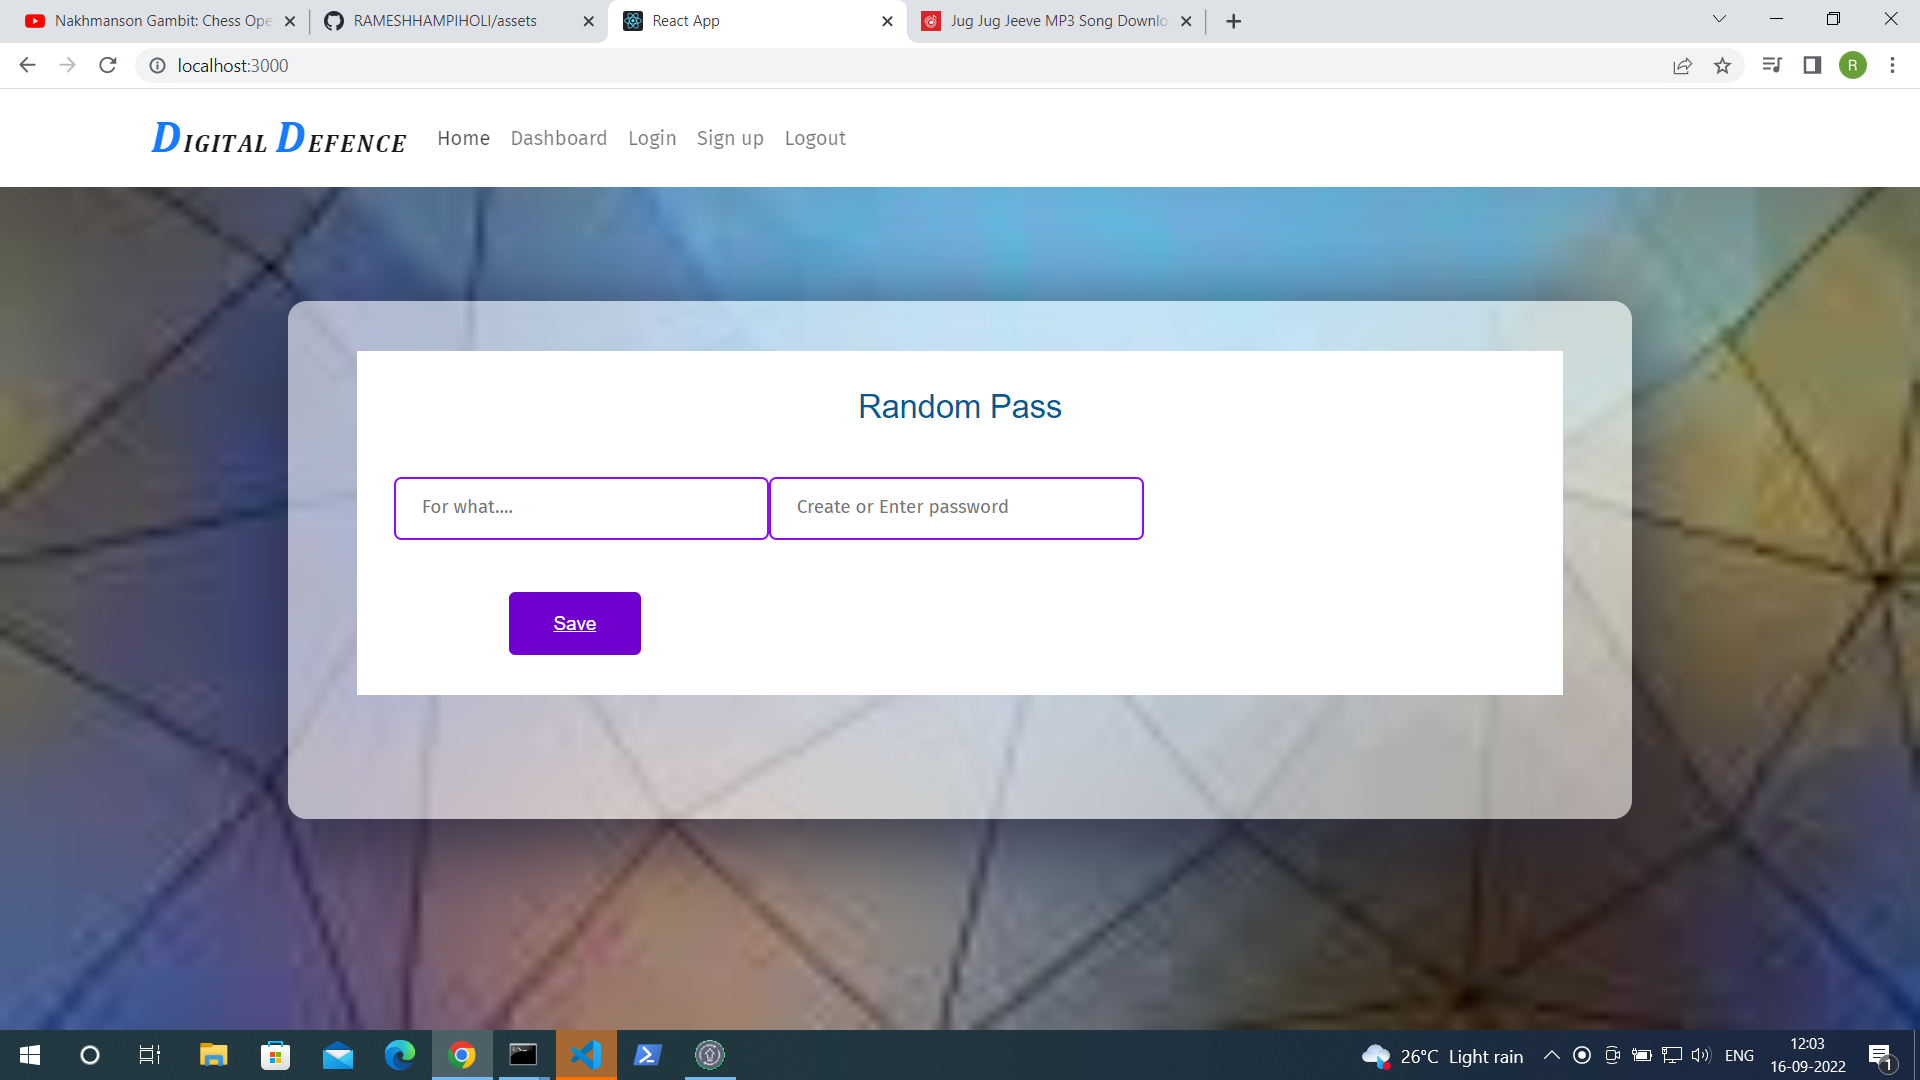 Nakhmanson Gambit: Chess Ope
RAMESHHAMPIHOLI/assets
React App
Jug Jug Jeeve MP3 Song Downlo
localhost:3000
R
DIGITAL DEFENCE
Home
Dashboard
Login
Sign up
Logout
Random Pass
For what....
Create or Enter password
Save
26°C Light rain
ENG
12:03
16-09-2022
1